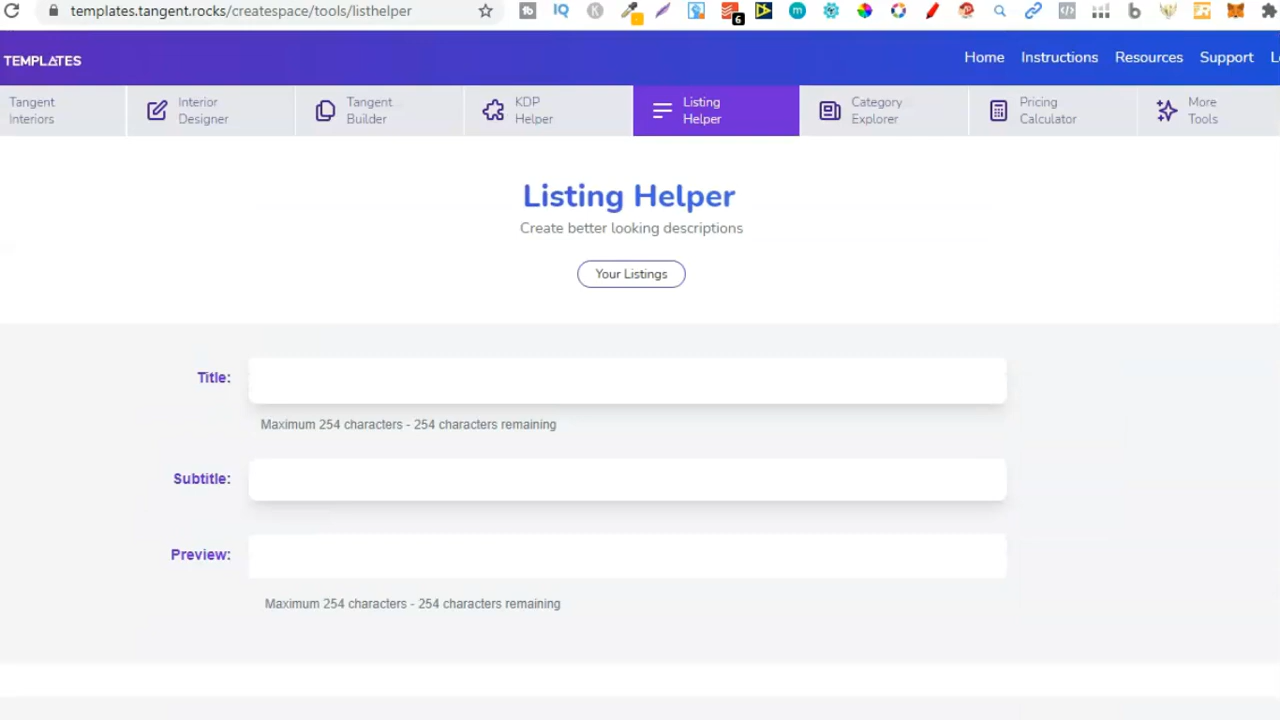 templates.tangent.rocks/createspace/tools/listhelper
6
TEMPLATES
Home Instructions Resources Support
Tangent Interiors
Interior Designer
Tangent Builder
KDP Helper
Listing Helper
Category Explorer
Pricing Calculator
More Tools
Listing Helper
Create better looking descriptions
Your Listings
Title:
Maximum 254 characters - 254 characters remaining
Subtitle:
Preview:
Maximum 254 characters - 254 characters remaining